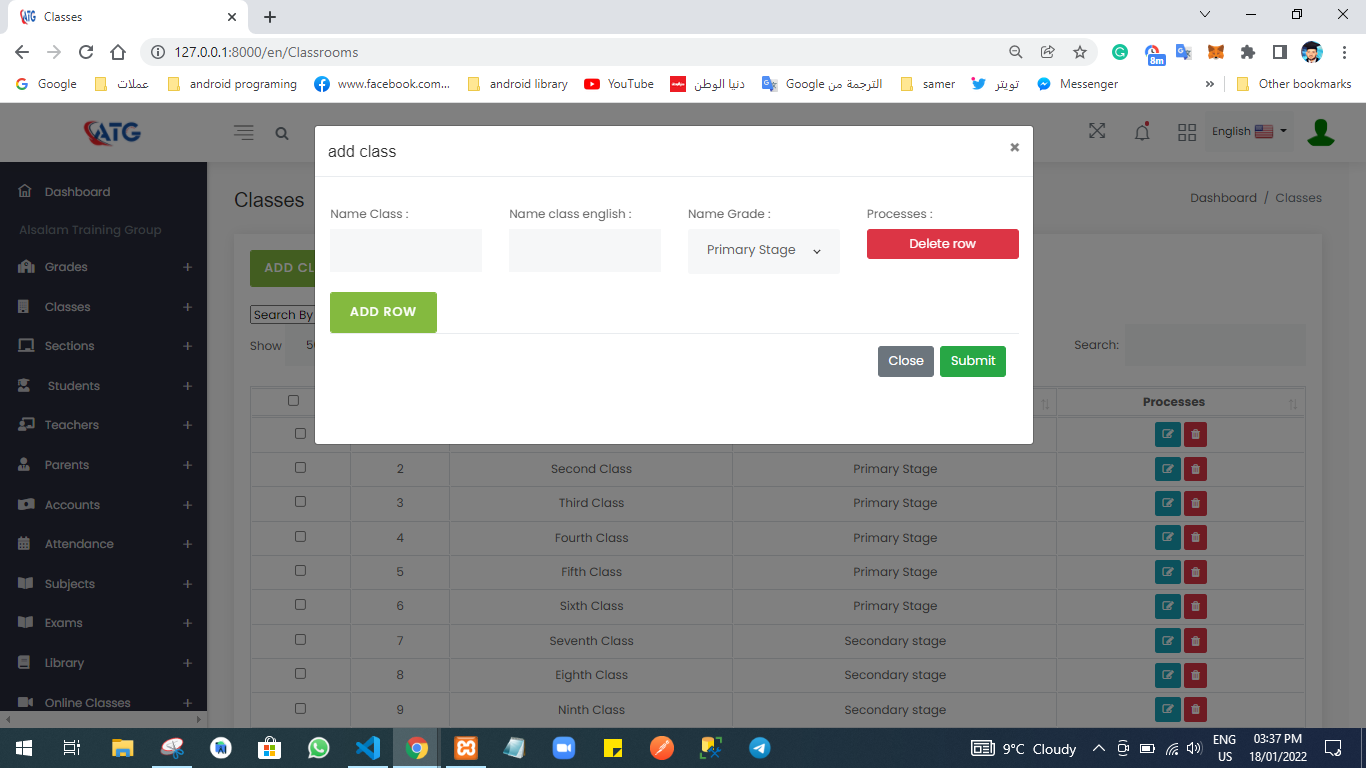 ATG Classes
127.0.0.1:8000/en/Classrooms
8m
Google عملات android programing www.facebook.com... android library YouTube دنيا الوطن الترجمة من Google samer تويتر Messenger » Other bookmarks
ATG
English
add class
Dashboard
Alsalam Training Group
Grades
Classes
Sections
Students
Teachers
Parents
Accounts
Attendance
Subjects
Exams
Library
Online Classes
Classes
Dashboard / Classes
Name Class :
Name class english :
Name Grade :
Processes :
Primary Stage
Delete row
ADD ROW
Close
Submit
ADD CL
Search By
Show
Search:
Processes
2 Second Class Primary Stage
3 Third Class Primary Stage
4 Fourth Class Primary Stage
5 Fifth Class Primary Stage
6 Sixth Class Primary Stage
7 Seventh Class Secondary stage
8 Eighth Class Secondary stage
9 Ninth Class Secondary stage
9°C Cloudy
ENG
US
03:37 PM
18/01/2022